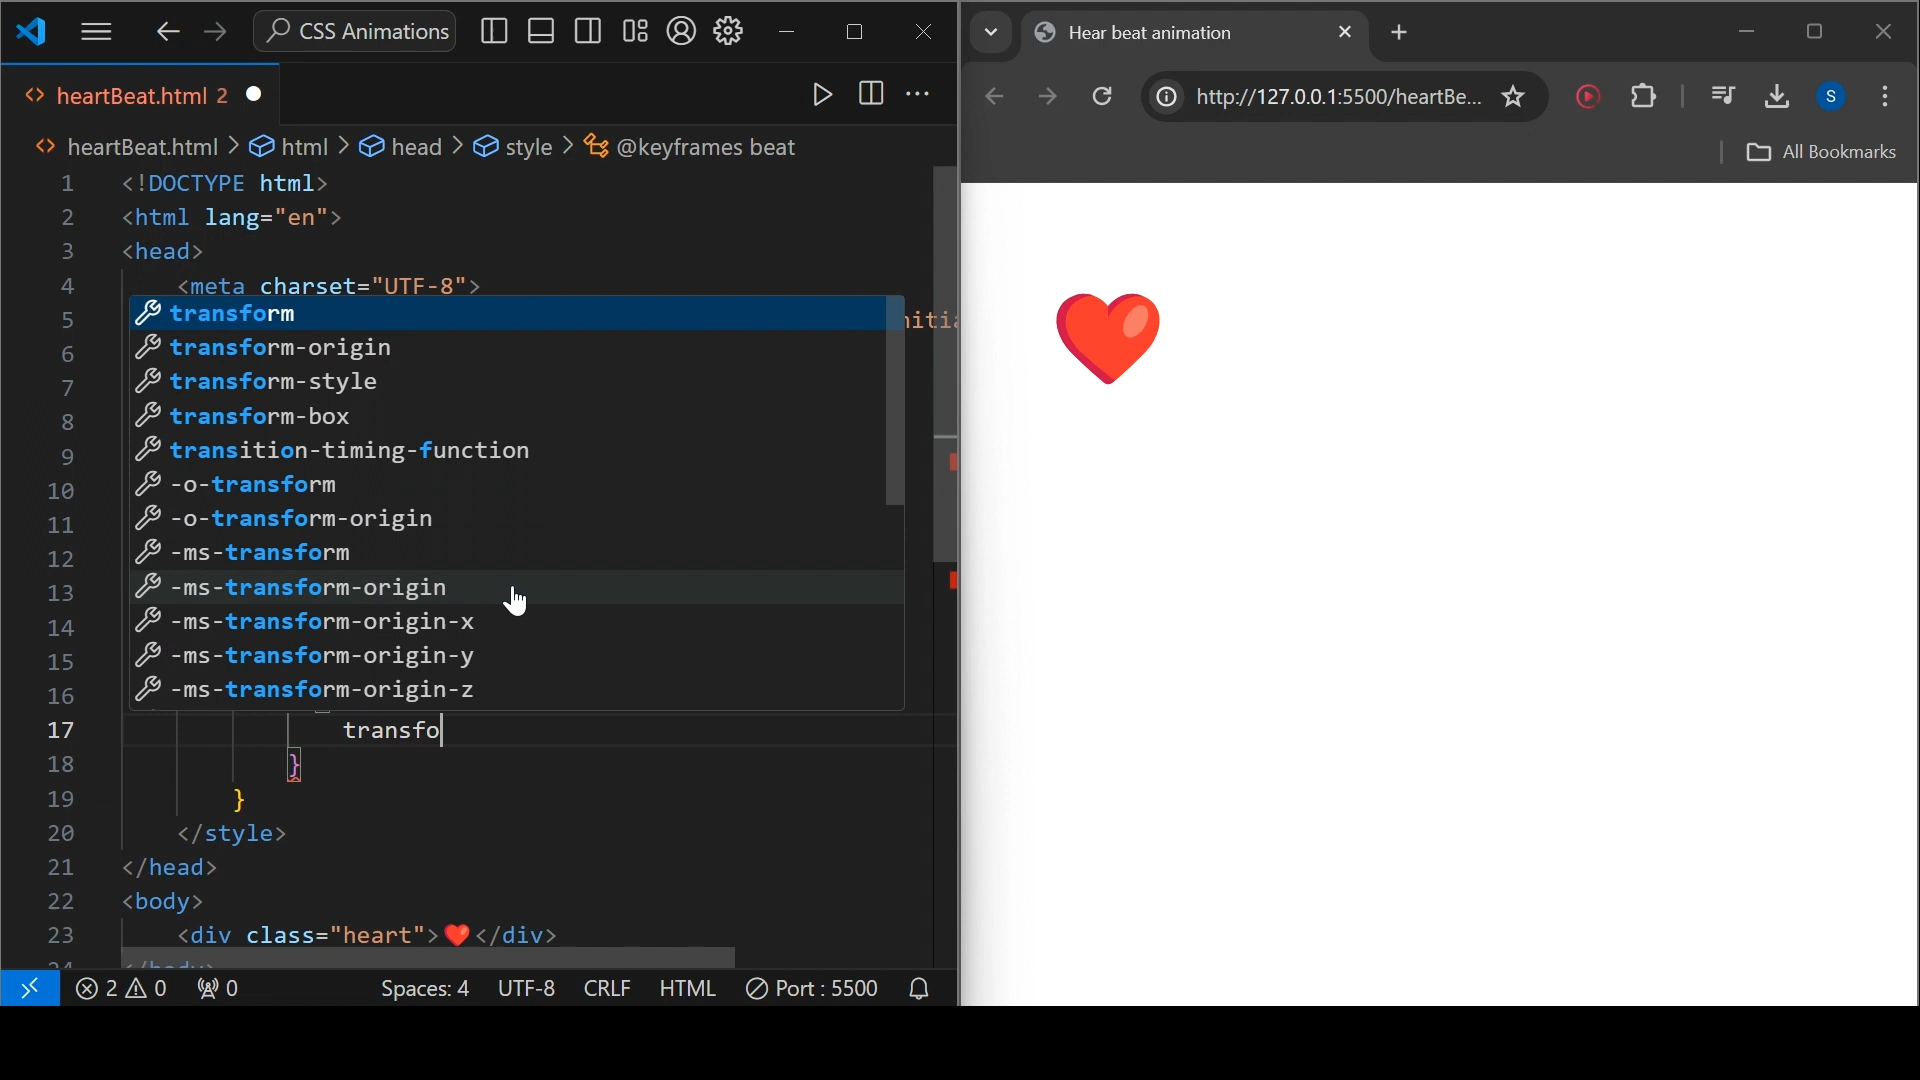 CSS Animations
heartBeat.html 2
heartBeat.html > html > head > style > @keyframes beat
1 <!DOCTYPE html>
2 <html lang="en">
3 <head>
4 <meta charset="UTF-8">
5
6
7
8
9
10
11
12
13
14
15
16
transform
transform-origin
transform-style
transform-box
transition-timing-function
-o-transform
-o-transform-origin
-ms-transform
-ms-transform-origin
-ms-transform-origin-x
-ms-transform-origin-y
-ms-transform-origin-z
17 transfo
18 }
19 }
20 </style>
21 </head>
22 <body>
23 <div class="heart">❤️</div>
2 0 0 Spaces: 4 UTF-8 CRLF HTML Port : 5500
Hear beat animation
http://127.0.0.1:5500/heartBe...
S
All Bookmarks